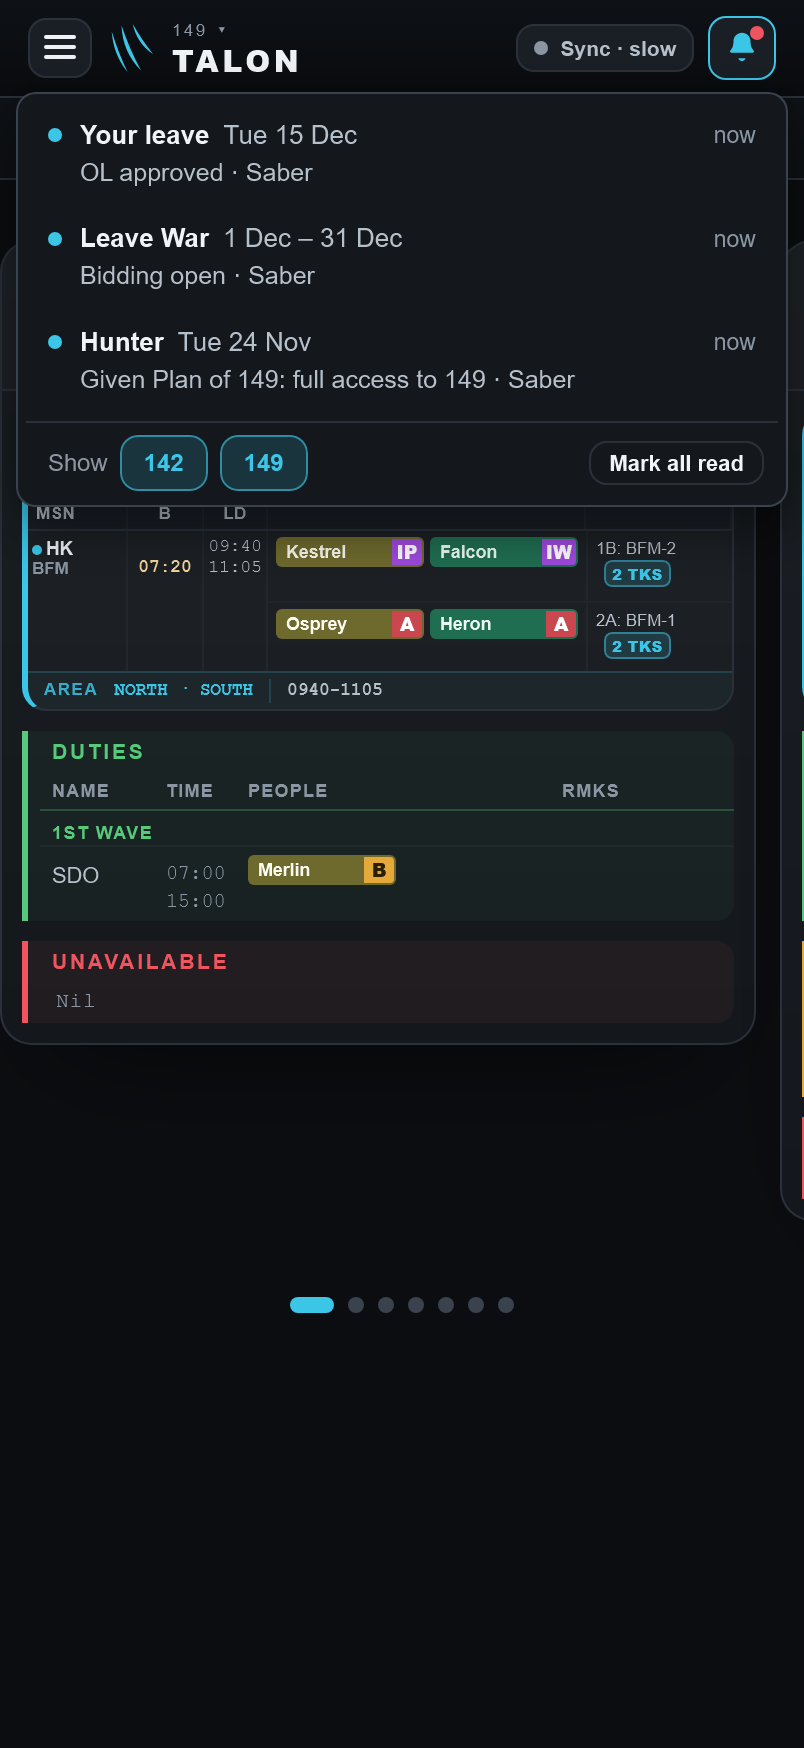 149 ▾
TALON
Sync · slow
Your leave Tue 15 Dec now
OL approved · Saber
Leave War 1 Dec – 31 Dec now
Bidding open · Saber
Hunter Tue 24 Nov now
Given Plan of 149: full access to 149 · Saber
Show 142 149 Mark all read
MSN B LD
HK 07:20 09:40 Kestrel IP Falcon IW 1B: BFM-2
BFM 11:05 2 TKS
Osprey A Heron A 2A: BFM-1
2 TKS
AREA NORTH · SOUTH 0940–1105
DUTIES
NAME TIME PEOPLE RMKS
1ST WAVE
SDO 07:00 Merlin B
15:00
UNAVAILABLE
Nil